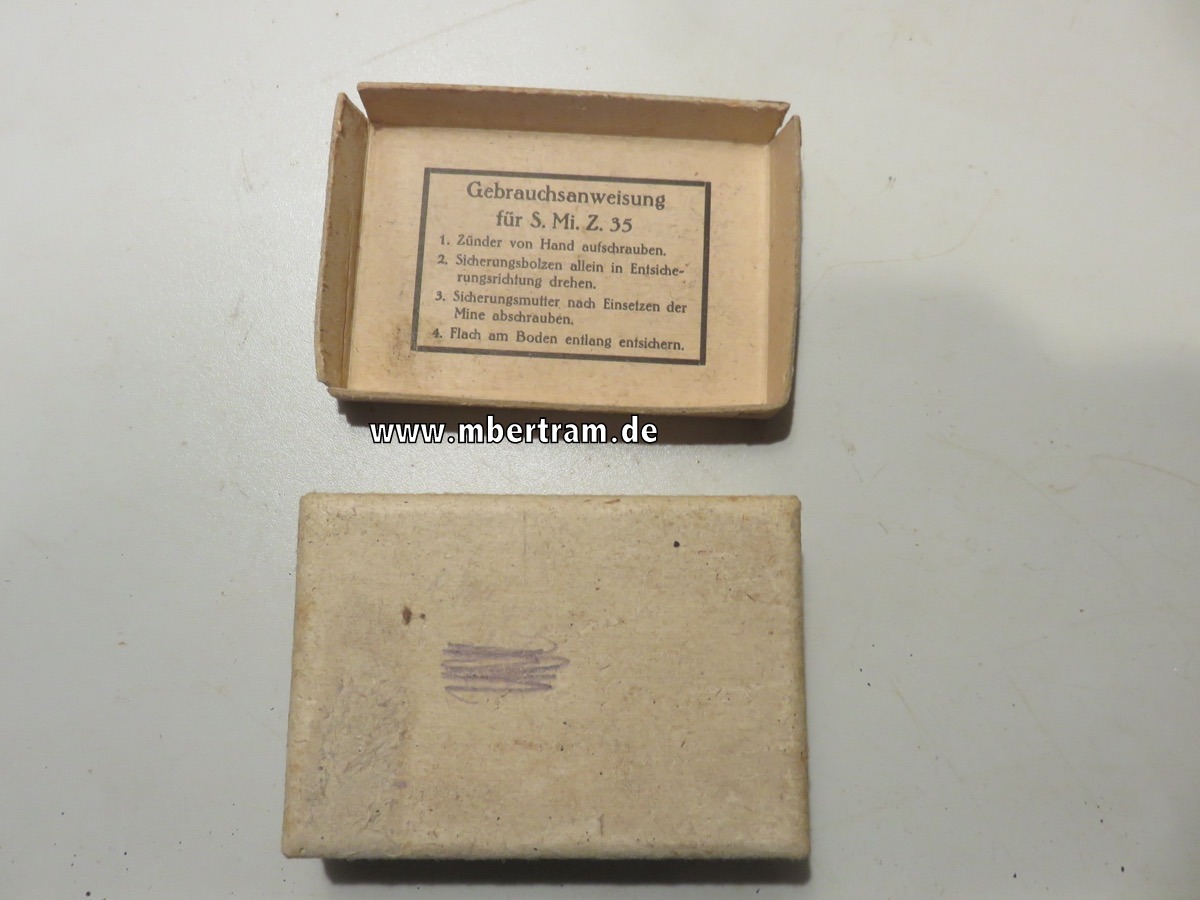 Gebrauchsanweisung
für S. Mi. Z. 35
1. Zünder von Hand aufschrauben.
2. Sicherungsbolzen allein in Entsiche-
rungsrichtung drehen.
3. Sicherungsmutter nach Einsetzen der
Mine abschrauben.
4. Flach am Boden entlang entsichern.
www.mbertram.de